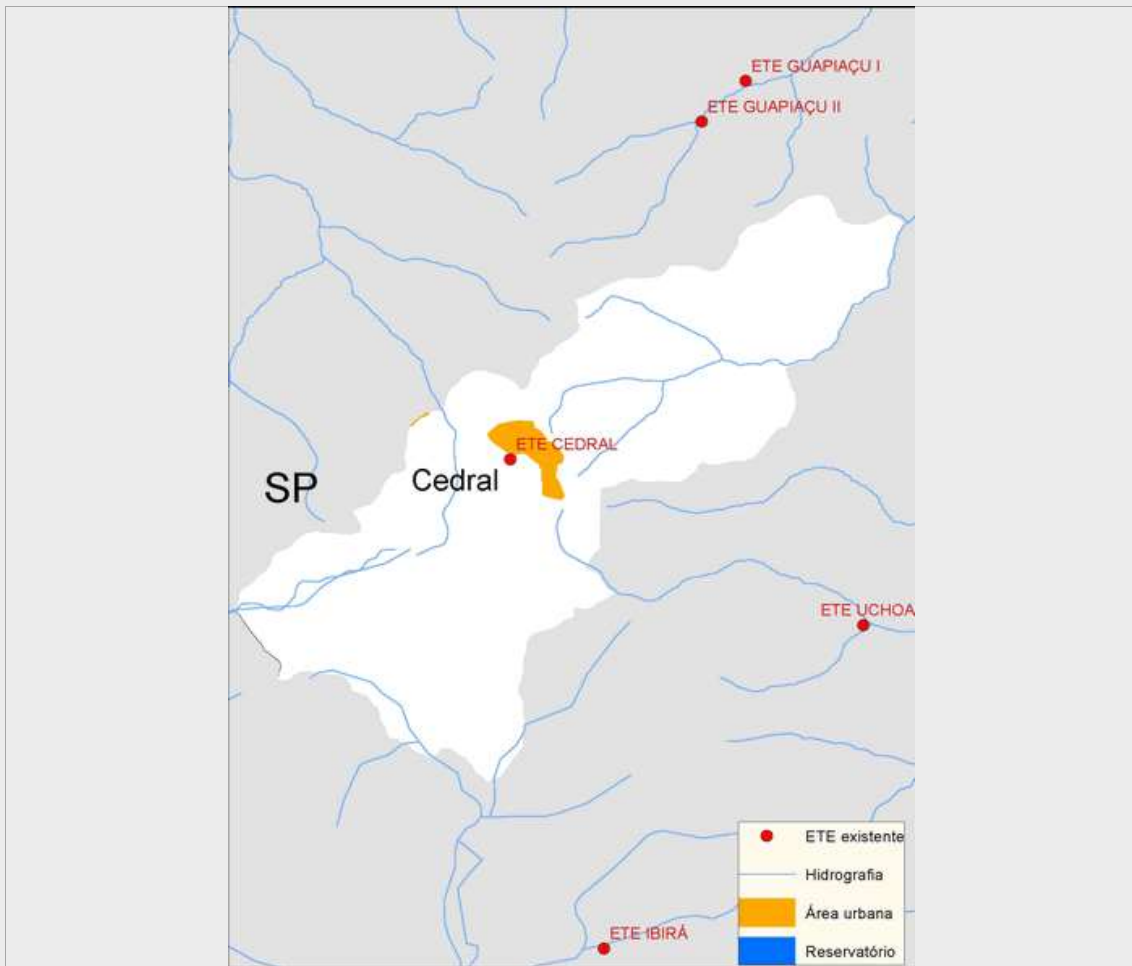 ETE GUAPIAÇU I
ETE GUAPIAÇU II
ETE CEDRAL
SP
Cedral
ETE UCHOA
ETE existente
Hidrografia
Área urbana
Reservatório
ETE IBIRÁ